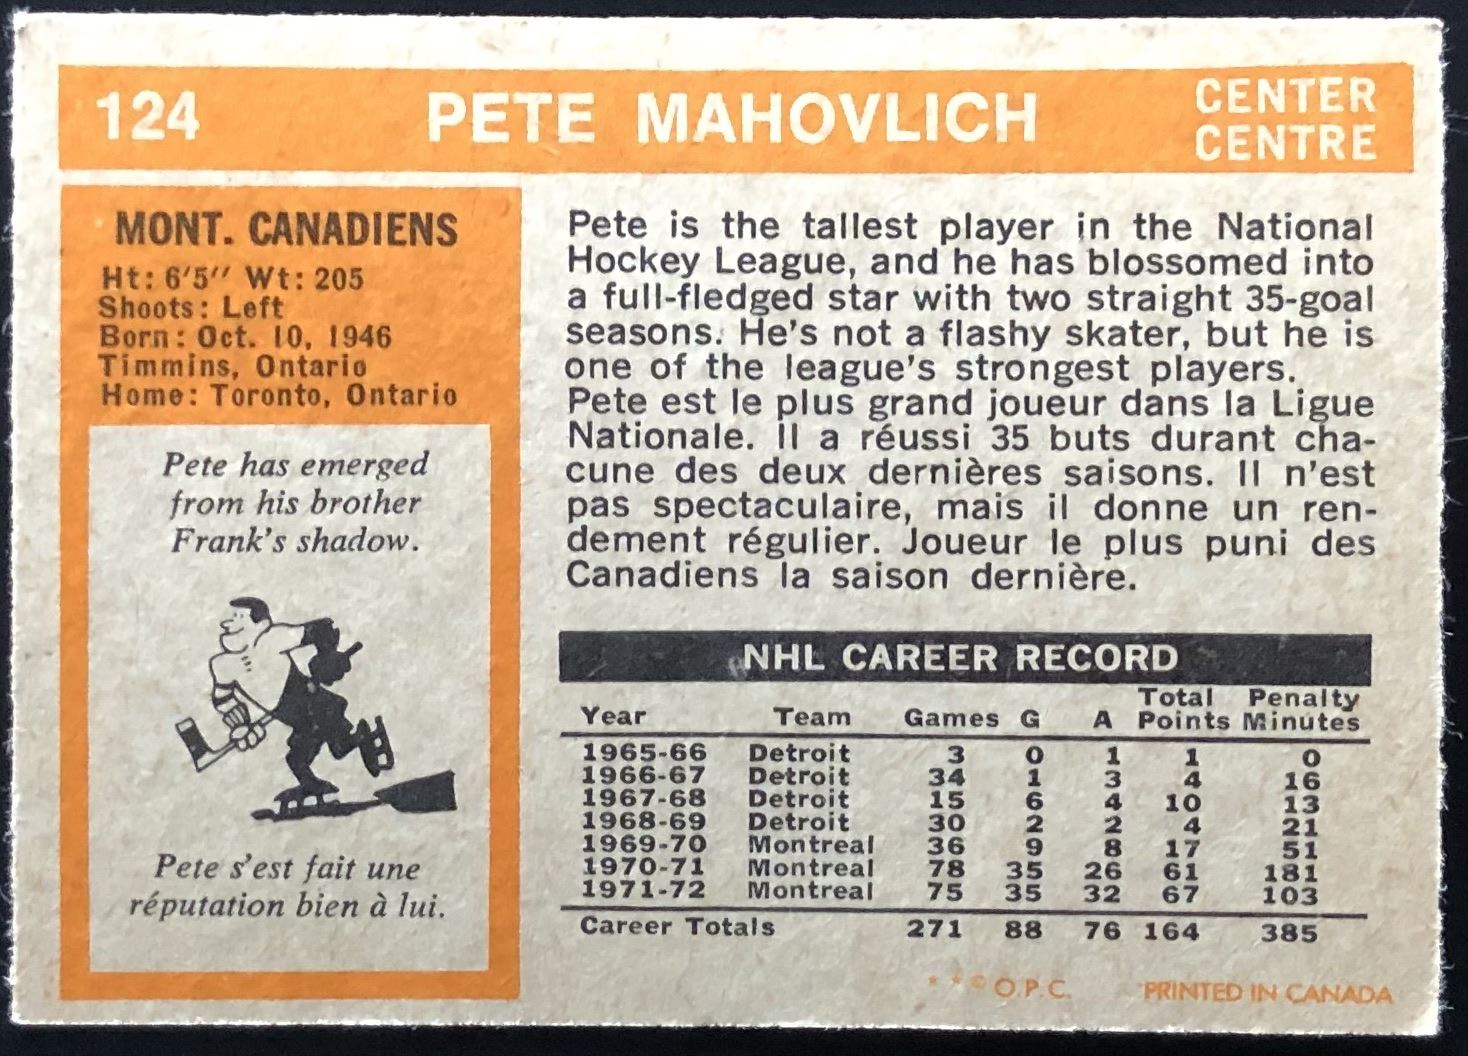 124 PETE MAHOVLICH CENTER
CENTRE
MONT. CANADIENS
Ht: 6'5" Wt: 205
Shoots: Left
Born: Oct. 10, 1946
Timmins, Ontario
Home: Toronto, Ontario
Pete has emerged
from his brother
Frank's shadow.
Pete s'est fait une
réputation bien à lui.
Pete is the tallest player in the National
Hockey League, and he has blossomed into
a full-fledged star with two straight 35-goal
seasons. He's not a flashy skater, but he is
one of the league's strongest players.
Pete est le plus grand joueur dans la Ligue
Nationale. Il a réussi 35 buts durant cha-
cune des deux dernières saisons. Il n'est
pas spectaculaire, mais il donne un ren-
dement régulier. Joueur le plus puni des
Canadiens la saison dernière.
NHL CAREER RECORD
Year Team Games G A Total Points Penalty Minutes
1965-66 Detroit 3 0 1 1 0
1966-67 Detroit 34 1 3 4 16
1967-68 Detroit 15 6 4 10 13
1968-69 Detroit 30 2 2 4 21
1969-70 Montreal 36 9 8 17 51
1970-71 Montreal 78 35 26 61 181
1971-72 Montreal 75 35 32 67 103
Career Totals 271 88 76 164 385
* * © O.P.C. PRINTED IN CANADA